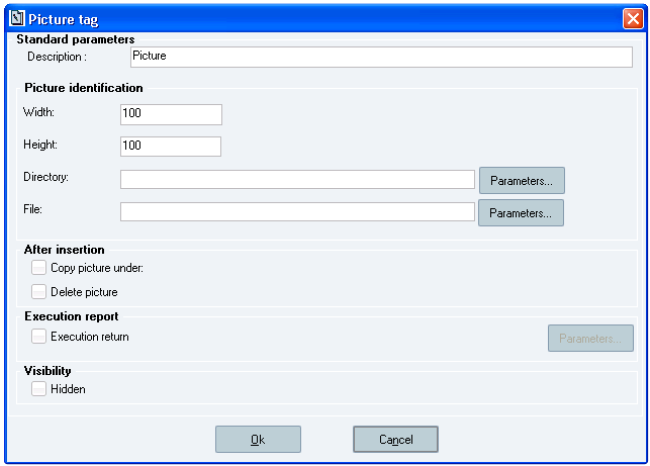 Picture tag
Standard parameters
Description : Picture
Picture identification
Width: 100
Height: 100
Directory: Parameters...
File: Parameters...
After insertion
Copy picture under:
Delete picture
Execution report
Execution return Parameters...
Visibility
Hidden
Ok Cancel